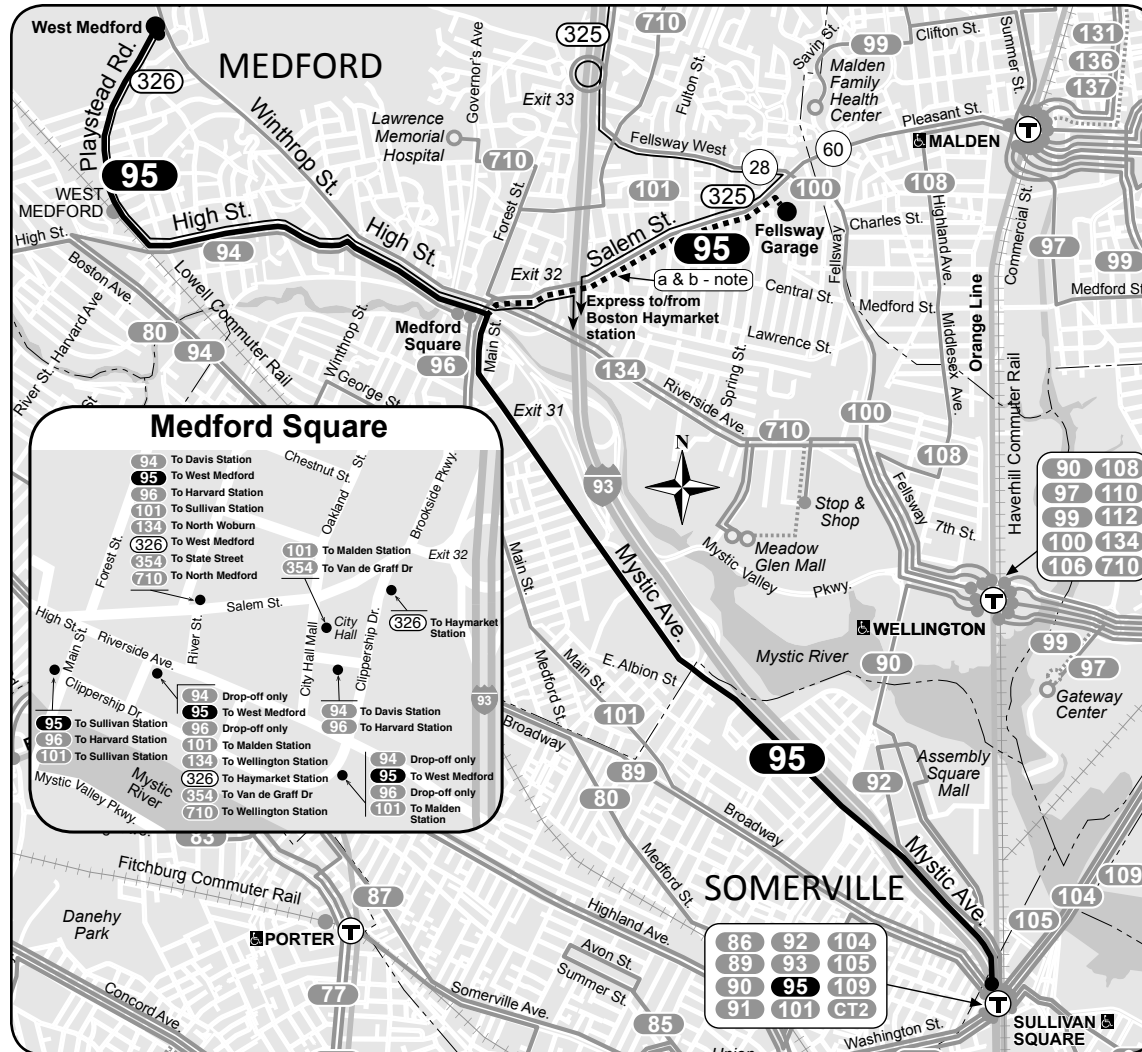 West Medford
326
MEDFORD
325
710
Governor's Ave
Fulton St.
Savin St.
99
Clifton St.
Summer St.
131
136
137
Malden
Family
Health
Center
Exit 33
Lawrence
Memorial
Hospital
710
Pleasant St.
MALDEN
T
Playstead Rd.
95
Winthrop St.
Fellsway West
28
60
101
325
100
108
WEST
MEDFORD
High St.
High St.
94
High St.
Forest St.
Salem St.
95
Fellsway
Garage
Charles St.
Highland Ave.
Commercial St.
97
99
Medford St.
Boston Ave.
Lowell Commuter Rail
Exit 32
a & b - note
Express to/from
Boston Haymarket
station
Central St.
Fellsway
Medford St.
Lawrence St.
Orange Line
Middlesex Ave.
River St.
Harvard Ave
80
94
Winthrop St.
George St.
Medford
Square
96
Main St.
134
Spring St.
Riverside Ave.
100
Exit 31
710
108
Haverhill Commuter Rail
N
93
Stop &
Shop
Fellsway
7th St.
90 108
97 110
99 112
100 134
106 710
Meadow
Glen Mall
Mystic Valley
Pkwy.
T
WELLINGTON
Mystic River
90
99
97
Gateway
Center
Medford Square
94 To Davis Station
95 To West Medford
96 To Harvard Station
101 To Sullivan Station
134 To North Woburn
326 To West Medford
354 To State Street
710 To North Medford
Chestnut St.
Oakland St.
Brookside Pkwy.
Exit 32
101 To Malden Station
354 To Van de Graff Dr
Forest St.
Salem St.
City
Hall
326 To Haymarket
Station
High St.
Main St.
Riverside Ave.
River St.
City Hall Mall
Clippership Dr.
Clippership Dr.
95 To Sullivan Station
96 To Harvard Station
101 To Sullivan Station
94 Drop-off only
95 To West Medford
96 Drop-off only
101 To Malden Station
134 To Wellington Station
326 To Haymarket Station
354 To Van de Graff Dr
710 To Wellington Station
94 To Davis Station
96 To Harvard Station
94 Drop-off only
95 To West Medford
96 Drop-off only
101 To Malden
Station
Mystic
River
Mystic Valley Pkwy.
93
Main St.
Mystic Ave.
Medford St.
Main St.
E. Albion St
101
Broadway
89
80
95
92
Assembly
Square
Mall
Broadway
Medford St.
Mystic Ave.
83
Fitchburg Commuter Rail
Danehy
Park
87
PORTER
T
Highland Ave.
SOMERVILLE
109
104
105
86 92 104
89 93 105
90 95 109
91 101 CT2
Avon St.
Summer St.
77
Concord Ave.
Somerville Ave.
85
Washington St.
T
SULLIVAN
SQUARE
Union